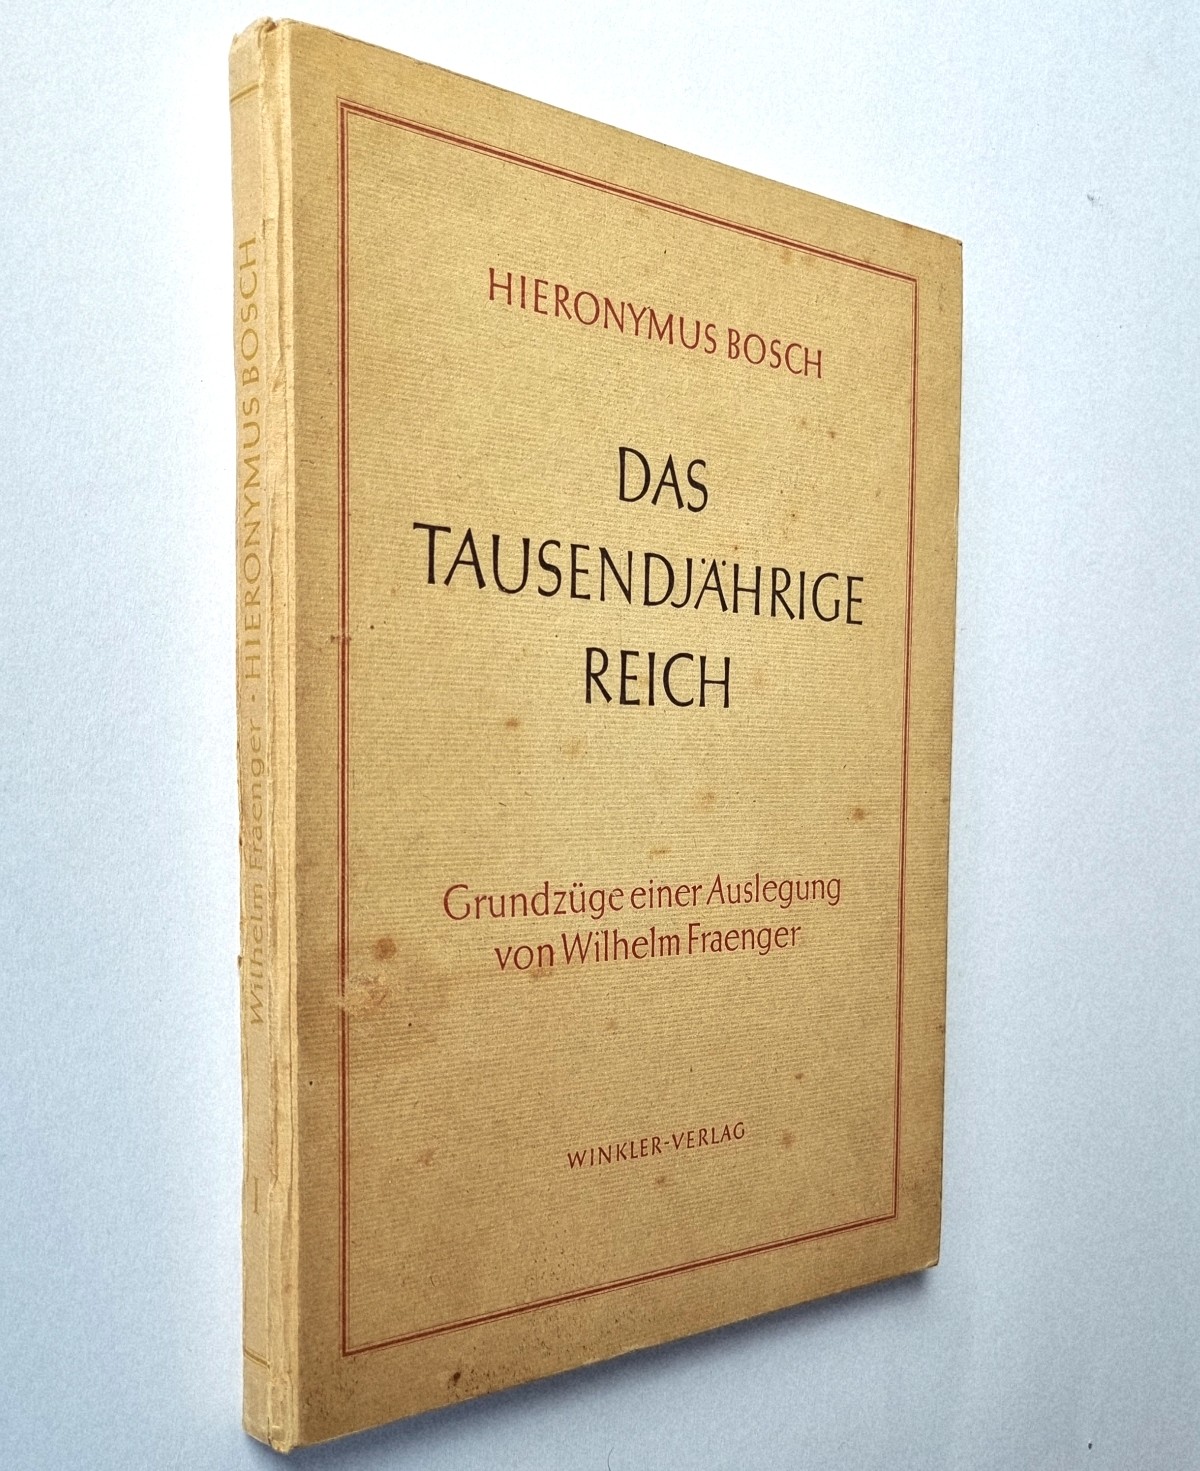 HIERONYMUS BOSCH
DAS
TAUSENDJÄHRIGE
REICH
Grundzüge einer Auslegung
von Wilhelm Fraenger
WINKLER-VERLAG
Wilhelm Fraenger · HIERONYMUS BOSCH
I